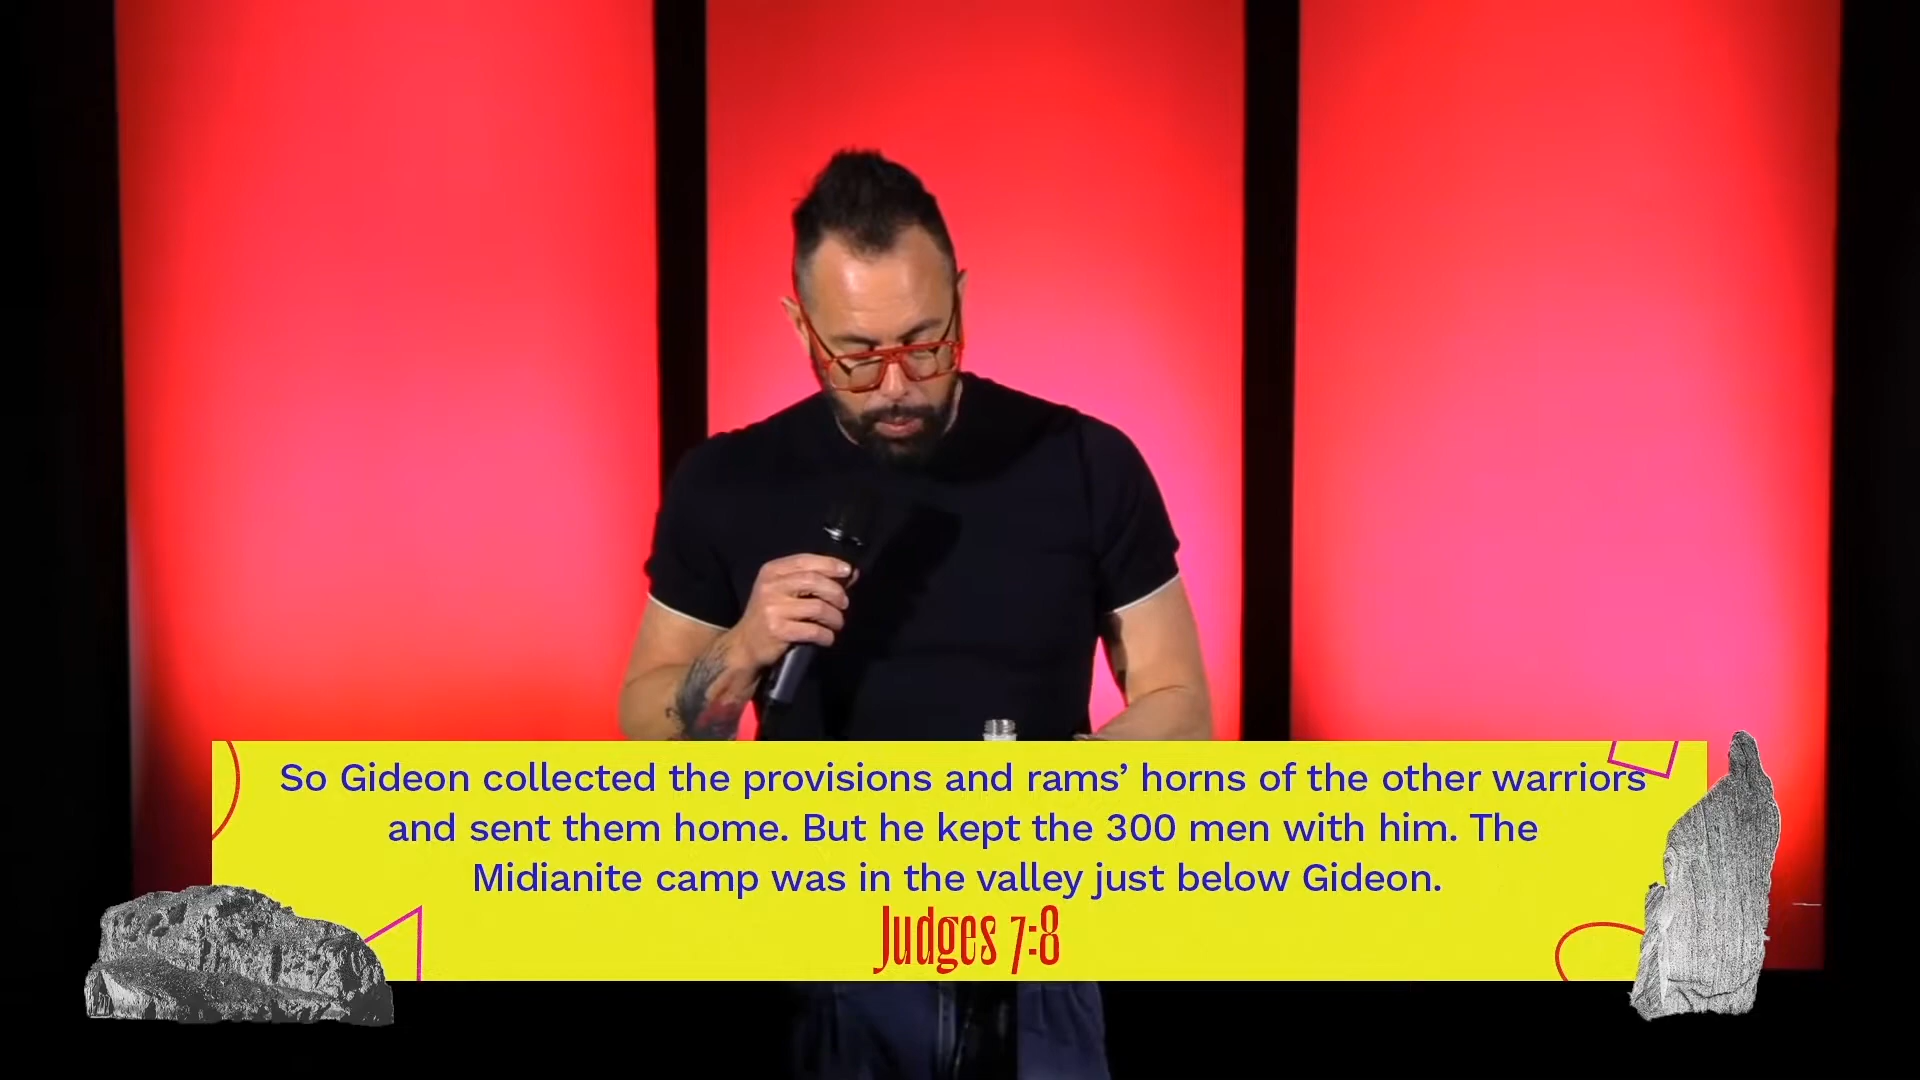 So Gideon collected the provisions and rams’ horns of the other warriors
and sent them home. But he kept the 300 men with him. The
Midianite camp was in the valley just below Gideon.
Judges 7:8